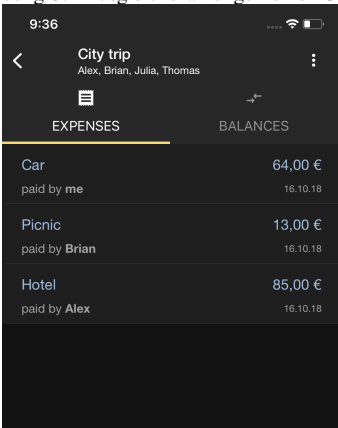 9:36
City trip
Alex, Brian, Julia, Thomas
EXPENSES
BALANCES
Car
64,00 €
paid by me
16.10.18
Picnic
13,00 €
paid by Brian
16.10.18
Hotel
85,00 €
paid by Alex
16.10.18